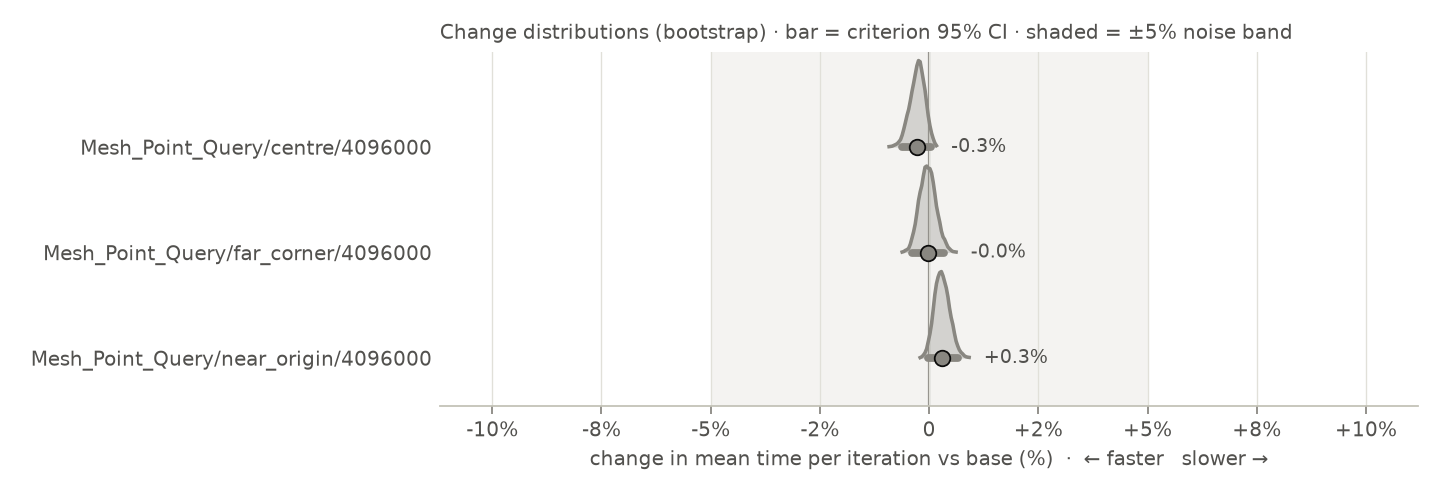 Change distributions (bootstrap) · bar = criterion 95% CI · shaded = ±5% noise band
Mesh_Point_Query/centre/4096000
-0.3%
Mesh_Point_Query/far_corner/4096000
-0.0%
Mesh_Point_Query/near_origin/4096000
+0.3%
-10% -8% -5% -2% 0 +2% +5% +8% +10%
change in mean time per iteration vs base (%) · ← faster slower →